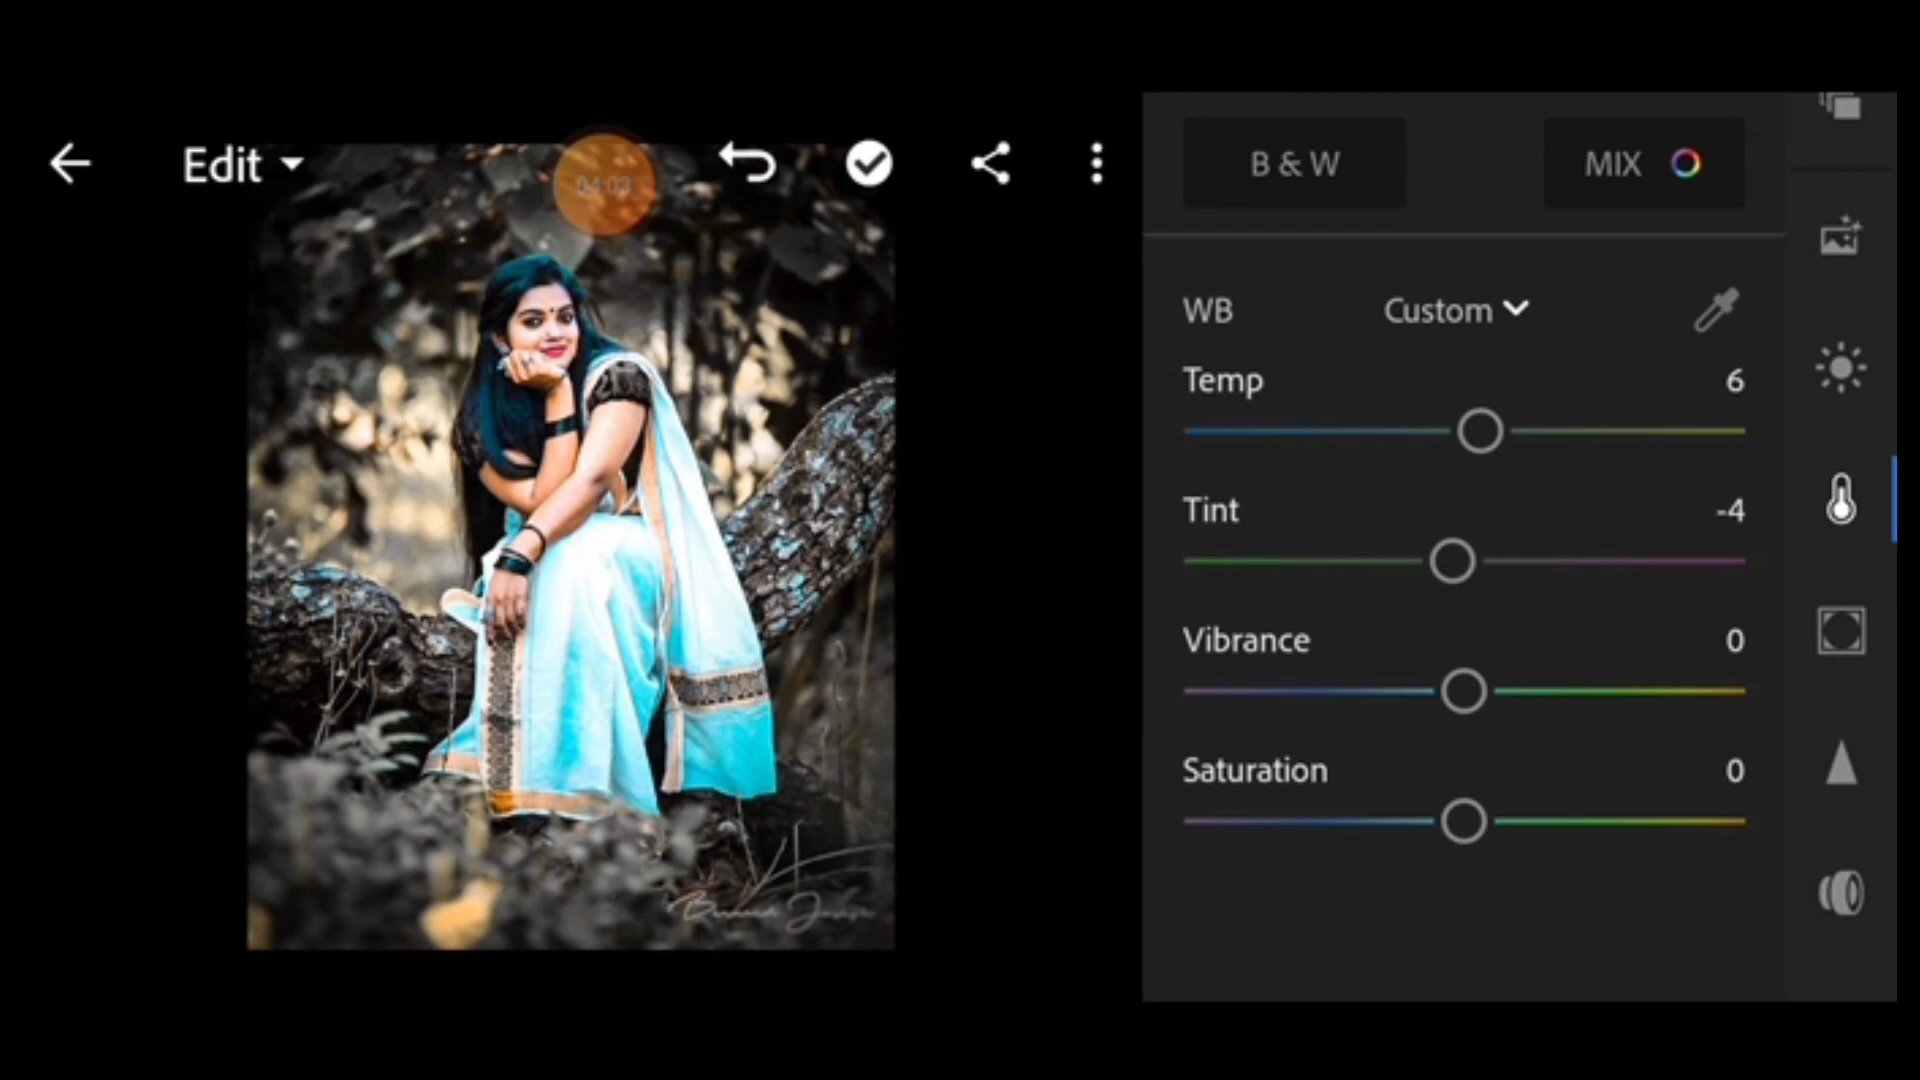 Edit
B & W
MIX
WB
Custom
Temp
6
Tint
-4
Vibrance
0
Saturation
0